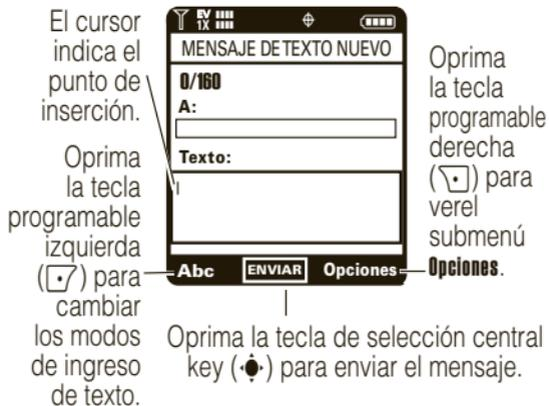 El cursor
indica el
punto de
inserción.
Oprima
la tecla
programable
izquierda
() para
cambiar
los modos
de ingreso
de texto.
EV
1X
MENSAJE DE TEXTO NUEVO
0/160
A:
Texto:
Abc ENVIAR Opciones
Oprima la tecla de selección central
key () para enviar el mensaje.
Oprima
la tecla
programable
derecha
() para
verel
submenú
Opciones.